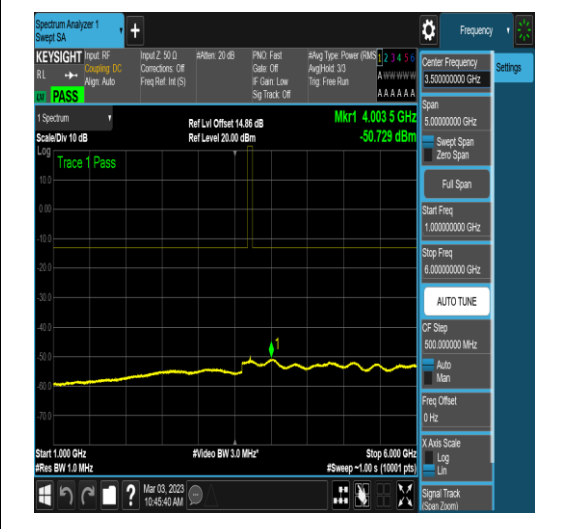 Spectrum Analyzer 1
Swept SA
+
Frequency
KEYSIGHT
RL
PASS
Input: RF
Coupling: DC
Align: Auto
Input Z: 50 Ω
Corrections: Off
Freq Ref: Int (S)
#Atten: 20 dB
PNO: Fast
Gate: Off
IF Gain: Low
Sig Track: Off
#Avg Type: Power (RMS)
Avg|Hold: 3/3
Trig: Free Run
1 2 3 4 5 6
A W W W W W
A A A A A A
1 Spectrum
Scale/Div 10 dB
Ref Lvl Offset 14.86 dB
Ref Level 20.00 dBm
Mkr1 4.003 5 GHz
-50.729 dBm
Log
Trace 1 Pass
10.0
0.00
-10.0
-20.0
-30.0
-40.0
-50.0
-60.0
-70.0
1
Start 1.000 GHz
#Res BW 1.0 MHz
#Video BW 3.0 MHz*
Stop 6.000 GHz
#Sweep ~1.00 s (10001 pts)
Mar 03, 2023
10:45:40 AM
Settings
Center Frequency
3.500000000 GHz
Span
5.00000000 GHz
Swept Span
Zero Span
Full Span
Start Freq
1.000000000 GHz
Stop Freq
6.000000000 GHz
AUTO TUNE
CF Step
500.000000 MHz
Auto
Man
Freq Offset
0 Hz
X Axis Scale
Log
Lin
Signal Track
(Span Zoom)